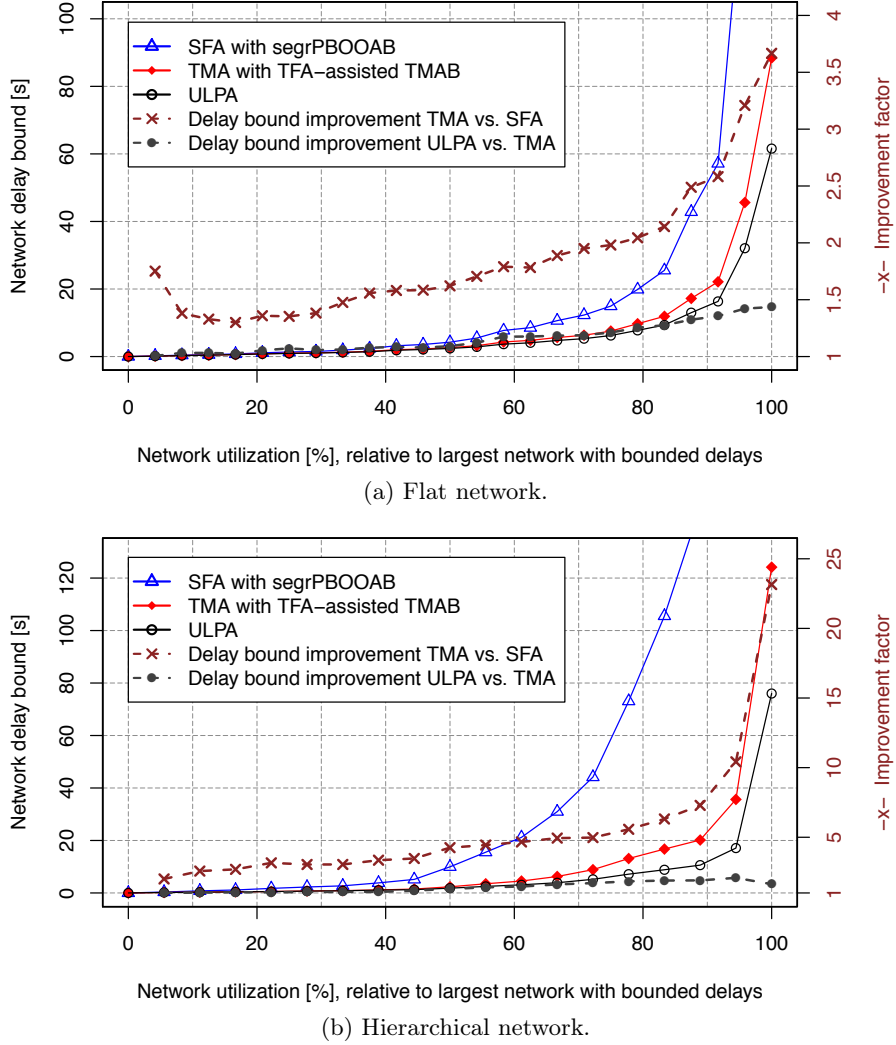 SFA with segrPBOOAB
TMA with TFA-assisted TMAB
ULPA
Delay bound improvement TMA vs. SFA
Delay bound improvement ULPA vs. TMA
Network delay bound [s]
0 20 40 60 80 100
-x- Improvement factor
1 1.5 2 2.5 3 3.5 4
0 20 40 60 80 100
Network utilization [%], relative to largest network with bounded delays
(a) Flat network.
SFA with segrPBOOAB
TMA with TFA-assisted TMAB
ULPA
Delay bound improvement TMA vs. SFA
Delay bound improvement ULPA vs. TMA
Network delay bound [s]
0 20 40 60 80 100 120
-x- Improvement factor
1 5 10 15 20 25
0 20 40 60 80 100
Network utilization [%], relative to largest network with bounded delays
(b) Hierarchical network.